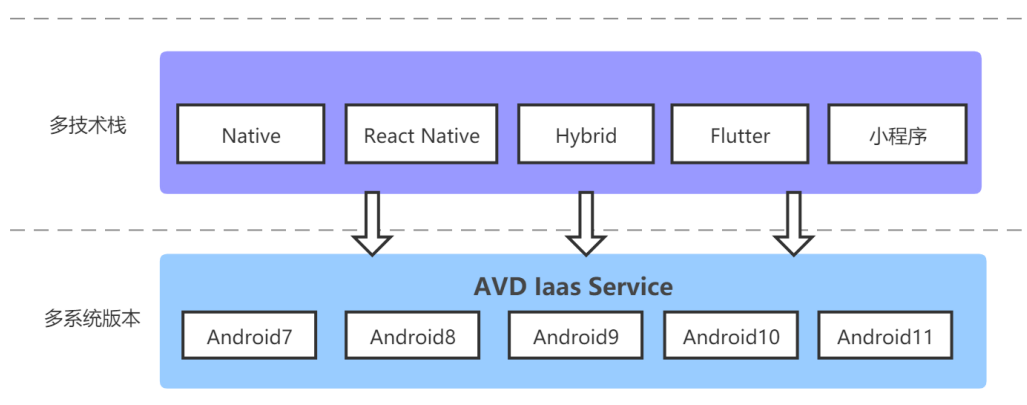 多技术栈
Native
React Native
Hybrid
Flutter
小程序
多系统版本
AVD Iaas Service
Android7
Android8
Android9
Android10
Android11